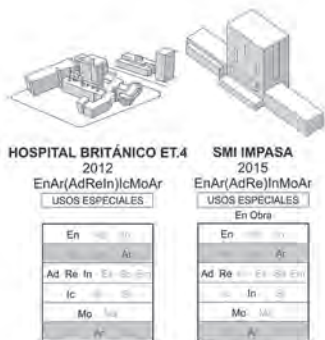 HOSPITAL BRITÁNICO ET.4
2012
EnAr(AdReIn)IcMoAr
USOS ESPECIALES
En
Ar
Ad Re In
Ic
Mo
Ar
SMI IMPASA
2015
EnAr(AdRe)InMoAr
USOS ESPECIALES
En Obra
En
Ar
Ad Re
In
Mo
Ar